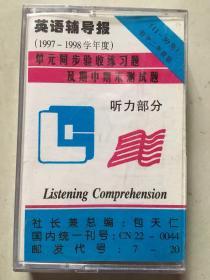 英语辅导报
(1997-1998学年度)
单元同步验收练习题
及期中期末测试题
听力部分
Listening Comprehension
社长兼总编：包天仁
国内统一刊号：CN 22-0044
邮发代号：7-20